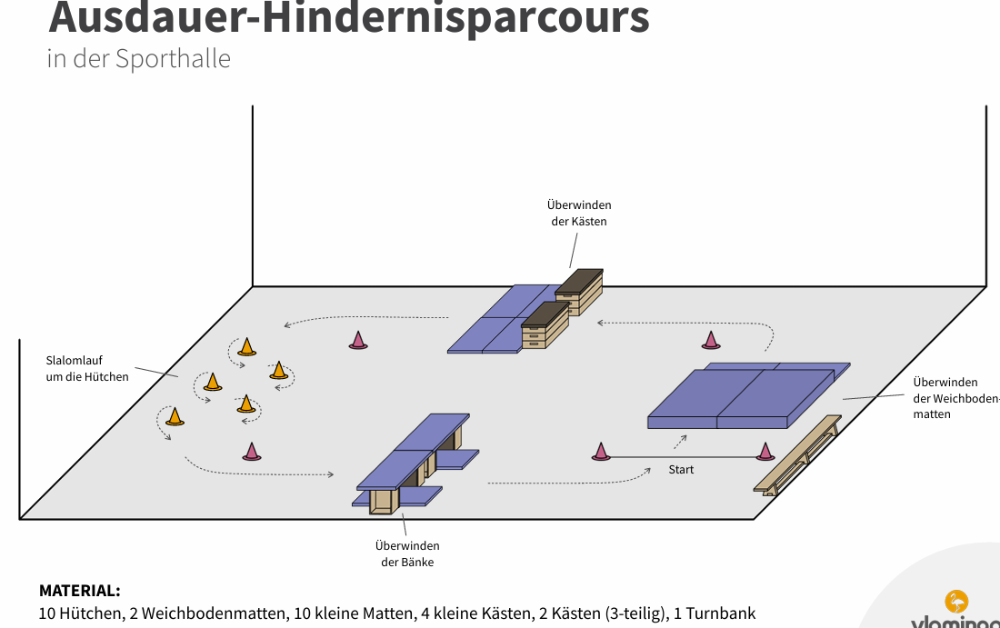 Ausdauer-Hindernisparcours
in der Sporthalle
Überwinden
der Kästen
Slalomlauf
um die Hütchen
Überwinden
der Weichboden-
matten
Start
Überwinden
der Bänke
MATERIAL:
10 Hütchen, 2 Weichbodenmatten, 10 kleine Matten, 4 kleine Kästen, 2 Kästen (3-teilig), 1 Turnbank